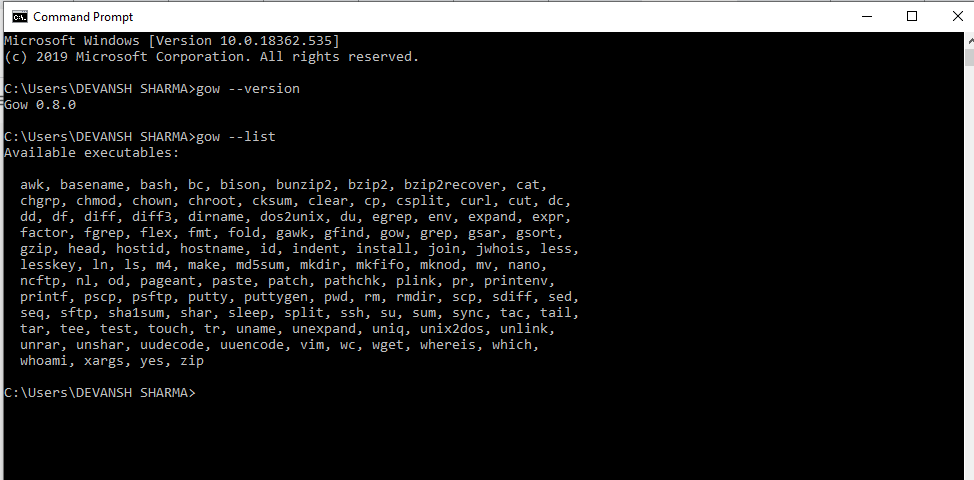 Command Prompt
Microsoft Windows [Version 10.0.18362.535]
(c) 2019 Microsoft Corporation. All rights reserved.
C:\Users\DEVANSH SHARMA>gow --version
Gow 0.8.0
C:\Users\DEVANSH SHARMA>gow --list
Available executables:
awk, basename, bash, bc, bison, bunzip2, bzip2, bzip2recover, cat,
chgrp, chmod, chown, chroot, cksum, clear, cp, csplit, curl, cut, dc,
dd, df, diff, diff3, dirname, dos2unix, du, egrep, env, expand, expr,
factor, fgrep, flex, fmt, fold, gawk, gfind, gow, grep, gsar, gsort,
gzip, head, hostid, hostname, id, indent, install, join, jwhois, less,
lesskey, ln, ls, m4, make, md5sum, mkdir, mkfifo, mknod, mv, nano,
ncftp, nl, od, pageant, paste, patch, pathchk, plink, pr, printenv,
printf, pscp, psftp, putty, puttygen, pwd, rm, rmdir, scp, sdiff, sed,
seq, sftp, sha1sum, shar, sleep, split, ssh, su, sum, sync, tac, tail,
tar, tee, test, touch, tr, uname, unexpand, uniq, unix2dos, unlink,
unrar, unshar, uudecode, uuencode, vim, wc, wget, whereis, which,
whoami, xargs, yes, zip
C:\Users\DEVANSH SHARMA>